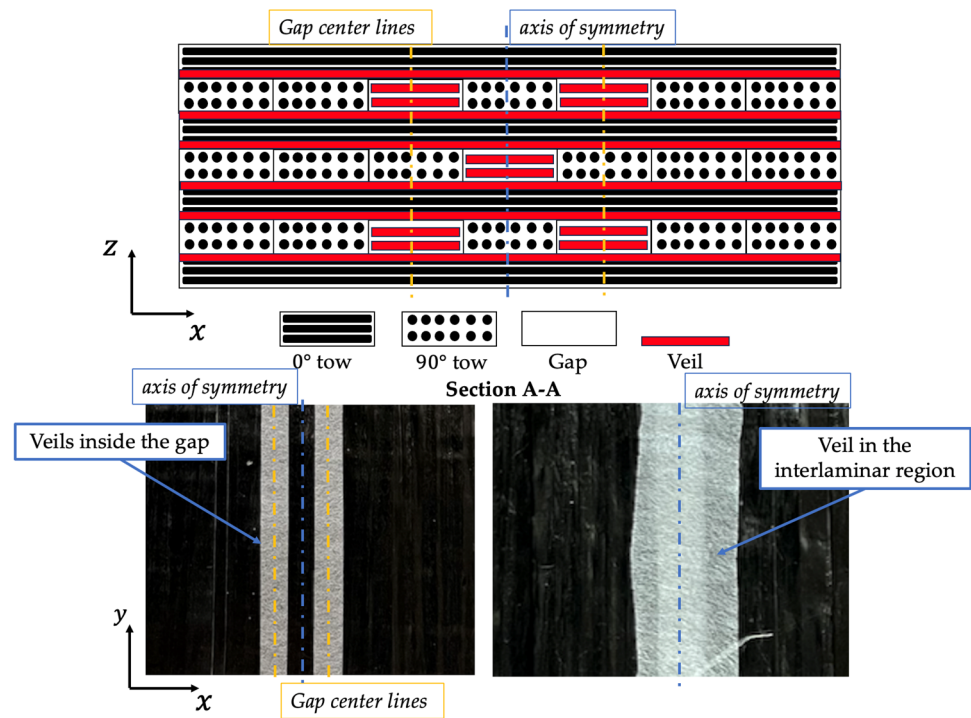 Gap center lines
axis of symmetry
z
x
0° tow
90° tow
Gap
Veil
Section A-A
axis of symmetry
axis of symmetry
Veils inside the gap
Veil in the
interlaminar region
y
x
Gap center lines